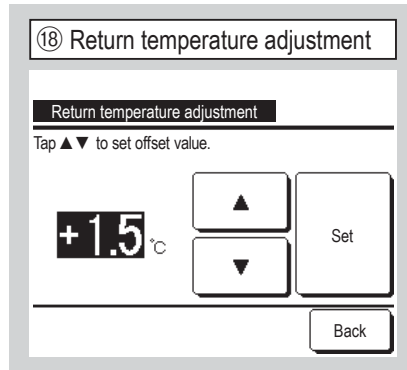 ⑱ Return temperature adjustment
Return temperature adjustment
Tap ▲▼ to set offset value.
+1.5 °C
▲
Set
▼
Back